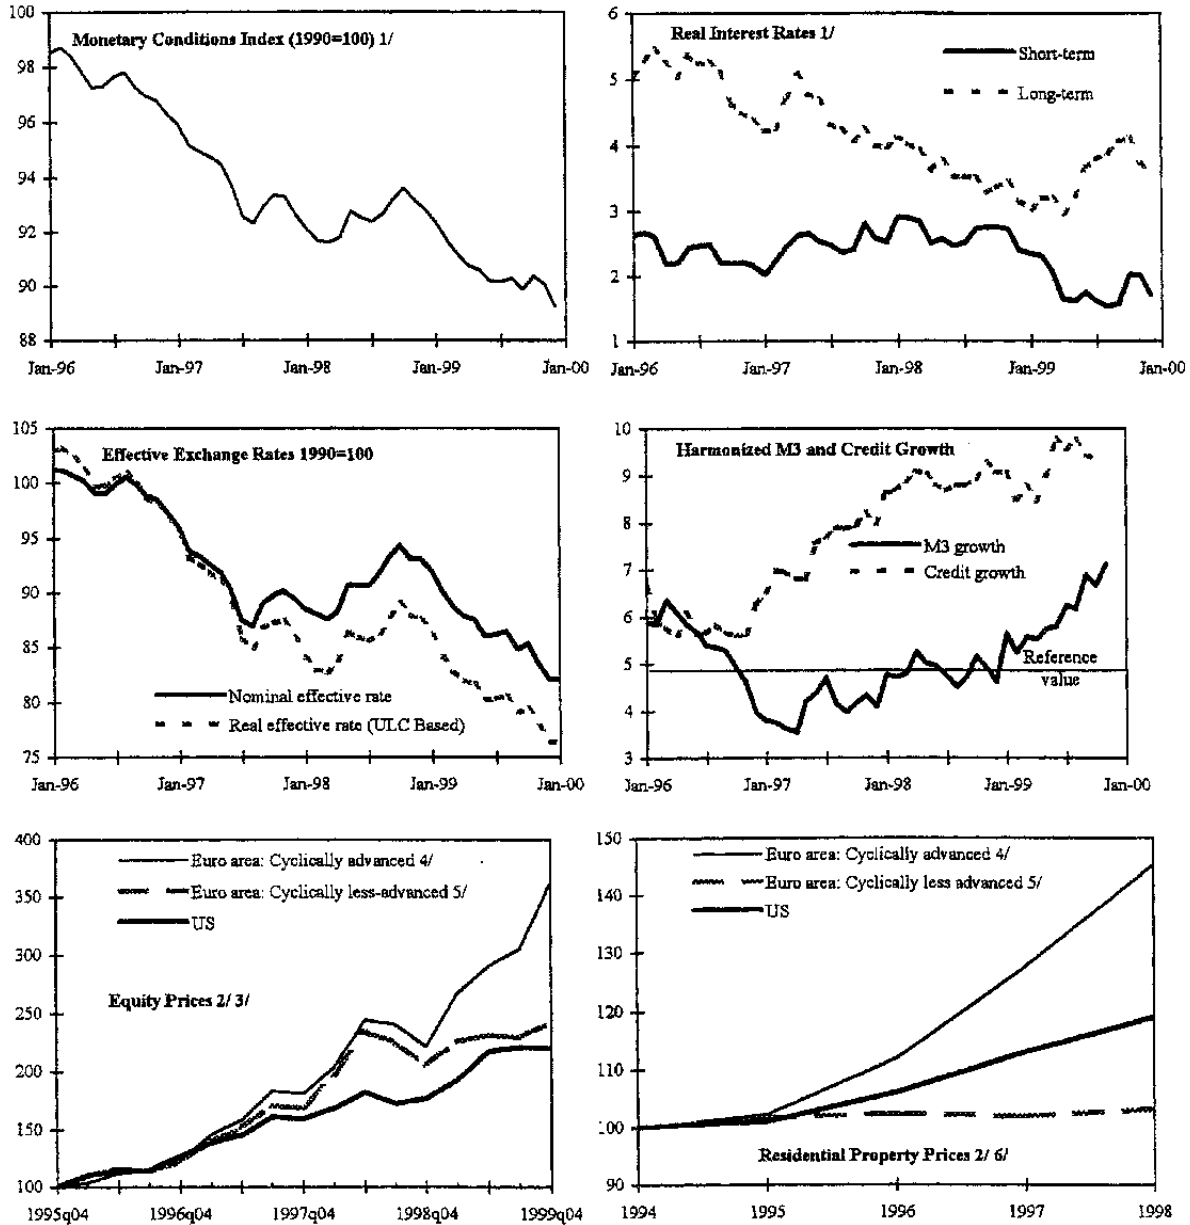 Monetary Conditions Index (1990=100) 1/
100
98
96
94
92
90
88
Jan-96
Jan-97
Jan-98
Jan-99
Jan-00
Real Interest Rates 1/
Short-term
Long-term
6
5
4
3
2
1
Jan-96
Jan-97
Jan-98
Jan-99
Jan-00
Effective Exchange Rates 1990=100
105
100
95
90
85
80
75
Nominal effective rate
Real effective rate (ULC Based)
Jan-96
Jan-97
Jan-98
Jan-99
Jan-00
Harmonized M3 and Credit Growth
10
9
8
7
6
5
4
3
M3 growth
Credit growth
Reference
value
Jan-96
Jan-97
Jan-98
Jan-99
Jan-00
400
350
300
250
200
150
100
Euro area: Cyclically advanced 4/
Euro area: Cyclically less-advanced 5/
US
Equity Prices 2/ 3/
1995q04
1996q04
1997q04
1998q04
1999q04
150
140
130
120
110
100
90
Euro area: Cyclically advanced 4/
Euro area: Cyclically less advanced 5/
US
Residential Property Prices 2/ 6/
1994
1995
1996
1997
1998